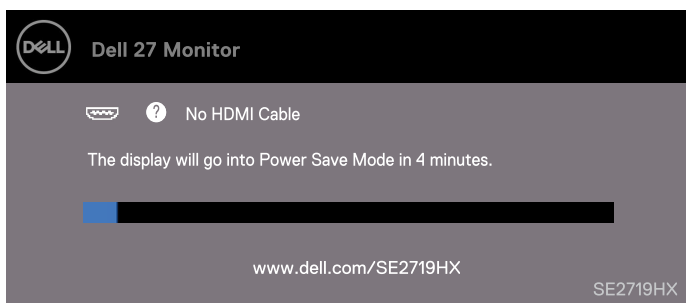 DELL
Dell 27 Monitor
? No HDMI Cable
The display will go into Power Save Mode in 4 minutes.
www.dell.com/SE2719HX
SE2719HX